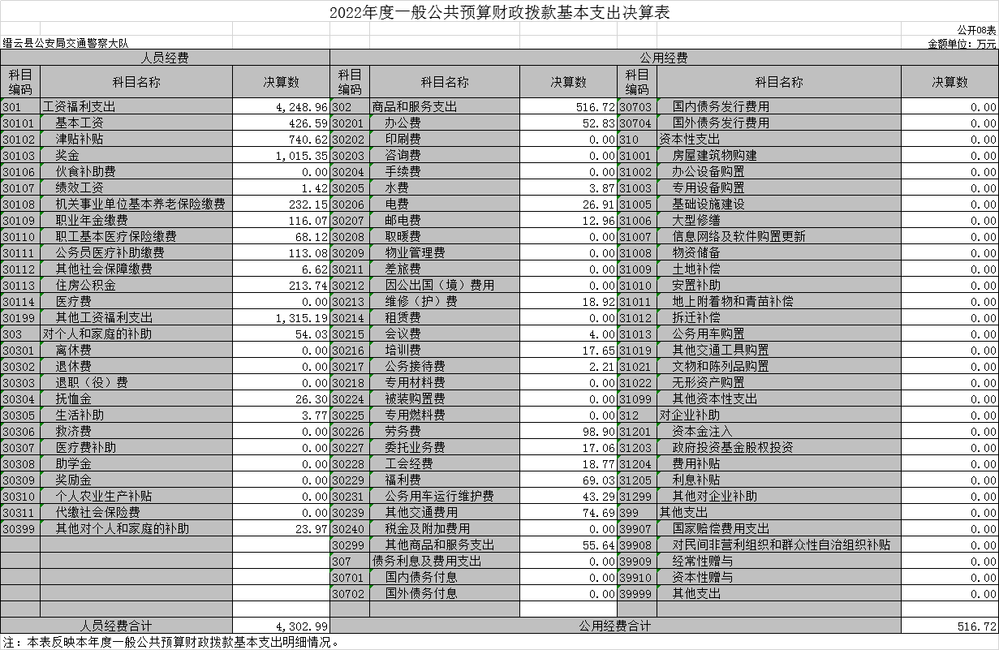 2022年度一般公共预算财政拨款基本支出决算表
公开08表
缙云县公安局交通警察大队 金额单位：万元
人员经费 公用经费
科目编码 科目名称 决算数 科目编码 科目名称 决算数 科目编码 科目名称 决算数
301 工资福利支出 4,248.96 302 商品和服务支出 516.72 30703 国内债务发行费用 0.00
30101 基本工资 426.59 30201 办公费 52.83 30704 国外债务发行费用 0.00
30102 津贴补贴 740.62 30202 印刷费 0.00 310 资本性支出 0.00
30103 奖金 1,015.35 30203 咨询费 0.00 31001 房屋建筑物购建 0.00
30106 伙食补助费 0.00 30204 手续费 0.00 31002 办公设备购置 0.00
30107 绩效工资 1.42 30205 水费 3.87 31003 专用设备购置 0.00
30108 机关事业单位基本养老保险缴费 232.15 30206 电费 26.91 31005 基础设施建设 0.00
30109 职业年金缴费 116.07 30207 邮电费 12.96 31006 大型修缮 0.00
30110 职工基本医疗保险缴费 68.12 30208 取暖费 0.00 31007 信息网络及软件购置更新 0.00
30111 公务员医疗补助缴费 113.08 30209 物业管理费 0.00 31008 物资储备 0.00
30112 其他社会保障缴费 6.62 30211 差旅费 0.00 31009 土地补偿 0.00
30113 住房公积金 213.74 30212 因公出国（境）费用 0.00 31010 安置补助 0.00
30114 医疗费 0.00 30213 维修（护）费 18.92 31011 地上附着物和青苗补偿 0.00
30199 其他工资福利支出 1,315.19 30214 租赁费 0.00 31012 拆迁补偿 0.00
303 对个人和家庭的补助 54.03 30215 会议费 4.00 31013 公务用车购置 0.00
30301 离休费 0.00 30216 培训费 17.65 31019 其他交通工具购置 0.00
30302 退休费 0.00 30217 公务接待费 2.21 31021 文物和陈列品购置 0.00
30303 退职（役）费 0.00 30218 专用材料费 0.00 31022 无形资产购置 0.00
30304 抚恤金 26.30 30224 被装购置费 0.00 31099 其他资本性支出 0.00
30305 生活补助 3.77 30225 专用燃料费 0.00 312 对企业补助 0.00
30306 救济费 0.00 30226 劳务费 98.90 31201 资本金注入 0.00
30307 医疗费补助 0.00 30227 委托业务费 17.06 31203 政府投资基金股权投资 0.00
30308 助学金 0.00 30228 工会经费 18.77 31204 费用补贴 0.00
30309 奖励金 0.00 30229 福利费 69.03 31205 利息补贴 0.00
30310 个人农业生产补贴 0.00 30231 公务用车运行维护费 43.29 31299 其他对企业补助 0.00
30311 代缴社会保险费 0.00 30239 其他交通费用 74.69 399 其他支出 0.00
30399 其他对个人和家庭的补助 23.97 30240 税金及附加费用 0.00 39907 国家赔偿费用支出 0.00
30299 其他商品和服务支出 55.64 39908 对民间非营利组织和群众性自治组织补贴 0.00
307 债务利息及费用支出 0.00 39909 经常性赠与 0.00
30701 国内债务付息 0.00 39910 资本性赠与 0.00
30702 国外债务付息 0.00 39999 其他支出 0.00
人员经费合计 4,302.99 公用经费合计 516.72
注：本表反映本年度一般公共预算财政拨款基本支出明细情况。